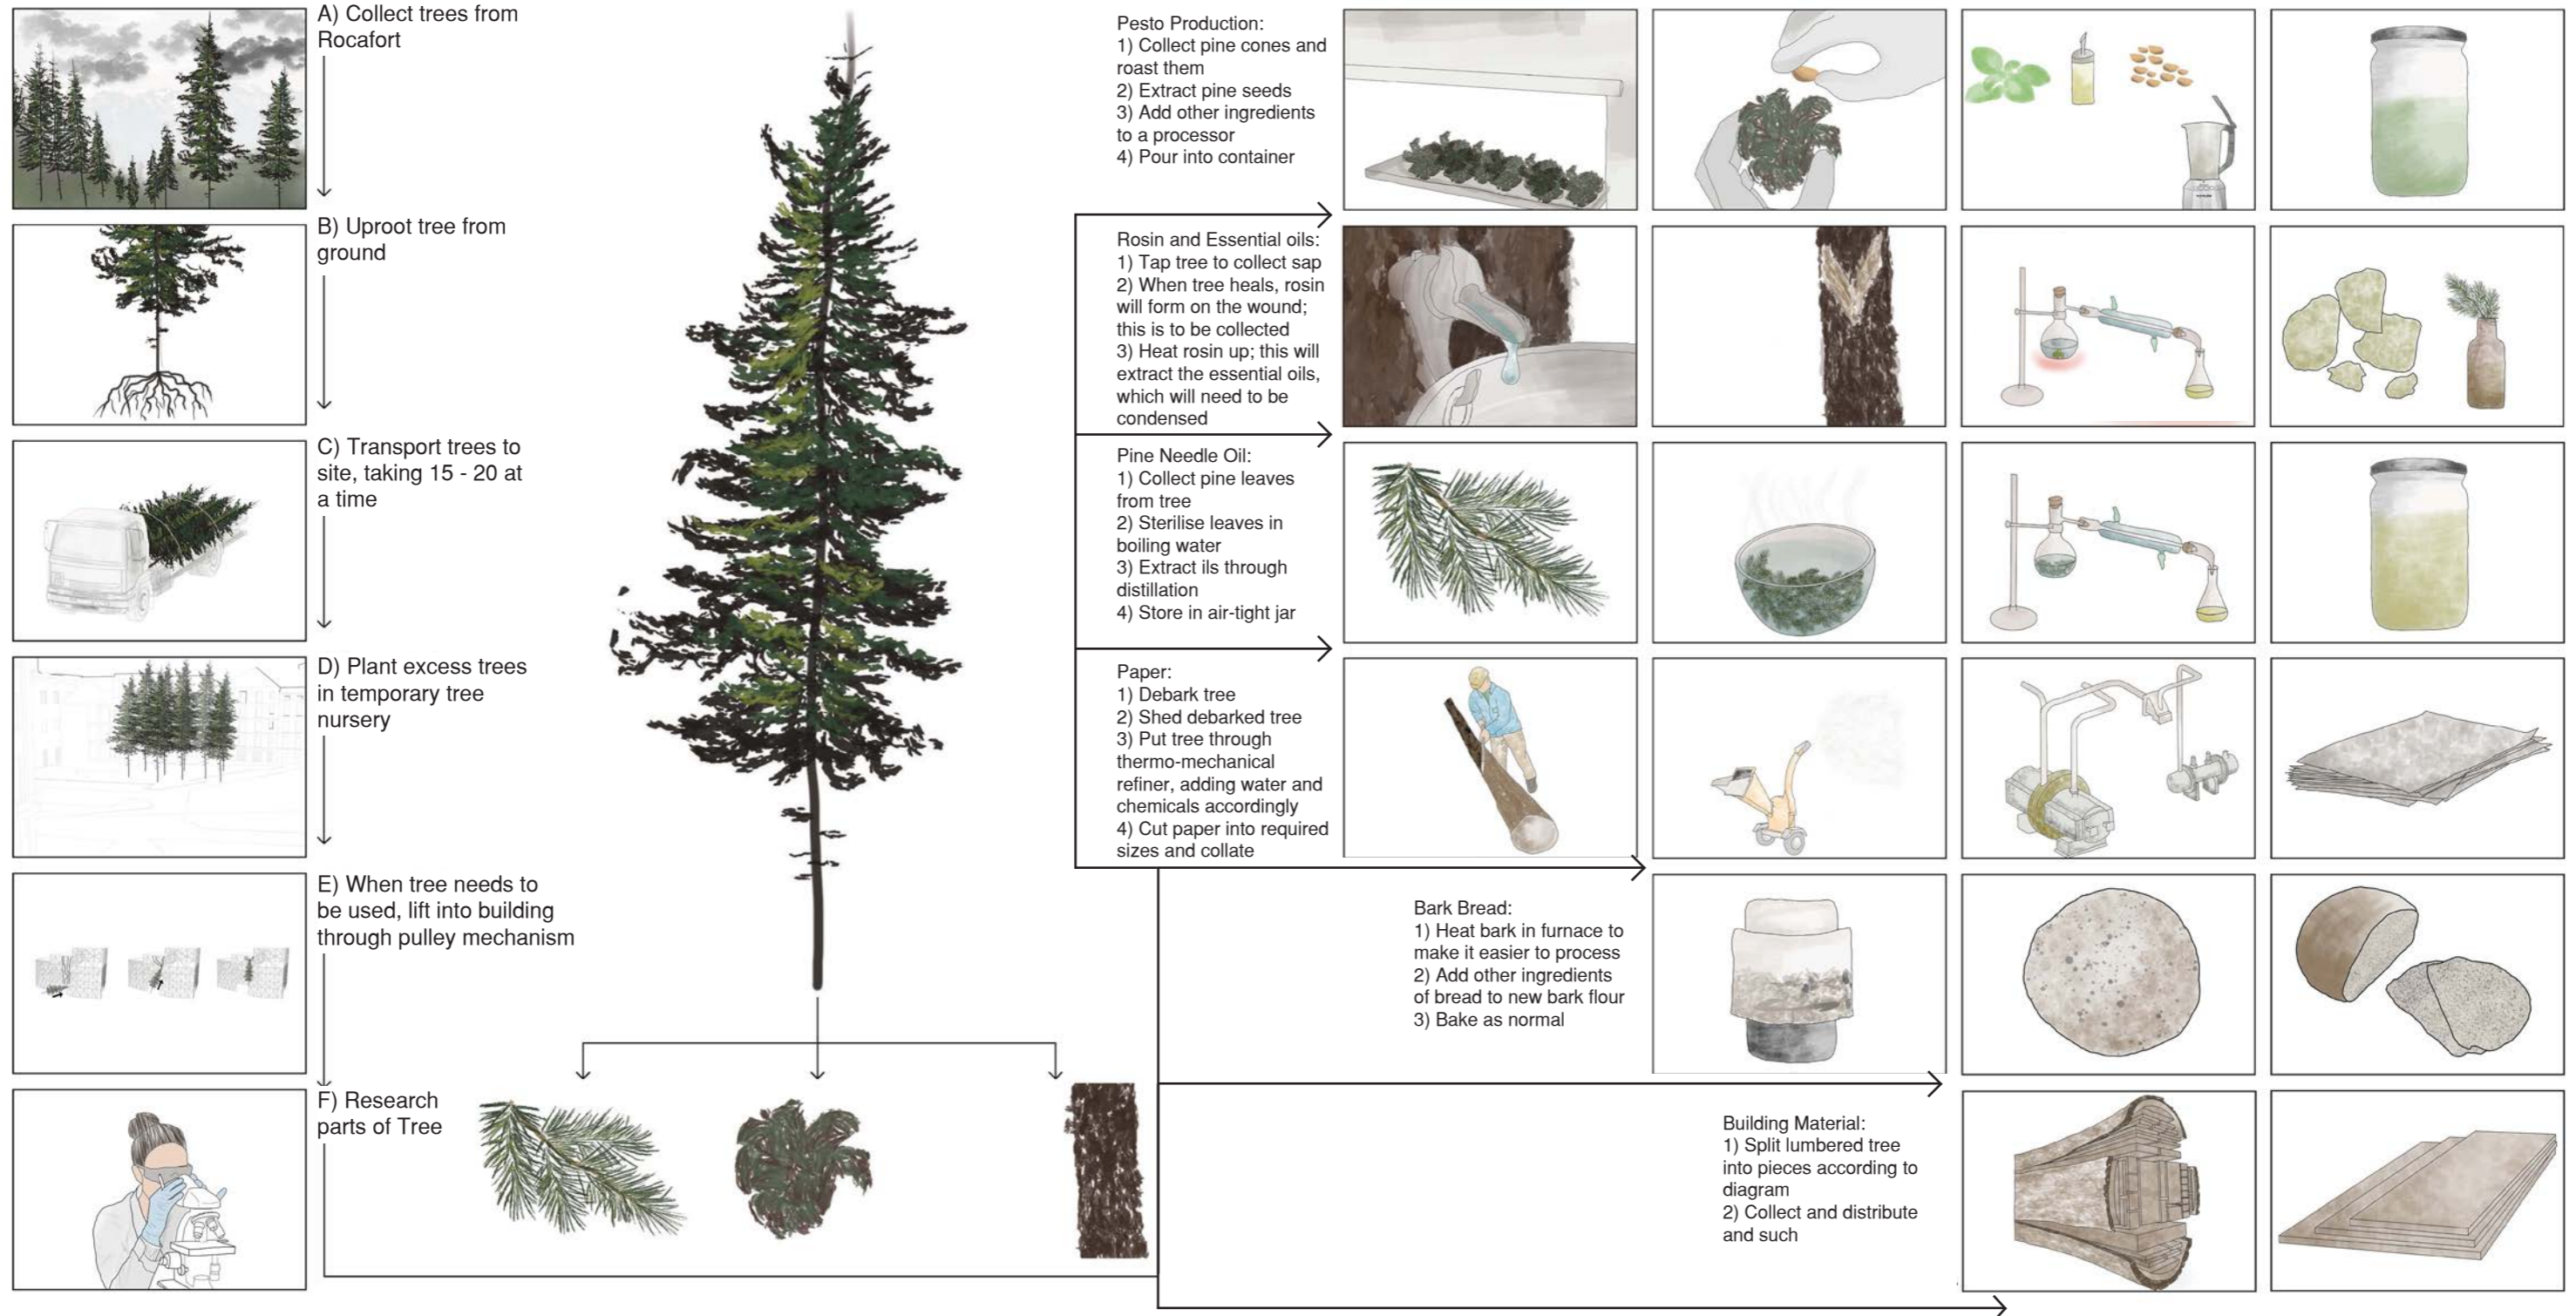 A) Collect trees from
Rocafort
B) Uproot tree from
ground
C) Transport trees to
site, taking 15 - 20 at
a time
D) Plant excess trees
in temporary tree
nursery
E) When tree needs to
be used, lift into building
through pulley mechanism
F) Research
parts of Tree
Pesto Production:
1) Collect pine cones and
roast them
2) Extract pine seeds
3) Add other ingredients
to a processor
4) Pour into container
Rosin and Essential oils:
1) Tap tree to collect sap
2) When tree heals, rosin
will form on the wound;
this is to be collected
3) Heat rosin up; this will
extract the essential oils,
which will need to be
condensed
Pine Needle Oil:
1) Collect pine leaves
from tree
2) Sterilise leaves in
boiling water
3) Extract ils through
distillation
4) Store in air-tight jar
Paper:
1) Debark tree
2) Shed debarked tree
3) Put tree through
thermo-mechanical
refiner, adding water and
chemicals accordingly
4) Cut paper into required
sizes and collate
Bark Bread:
1) Heat bark in furnace to
make it easier to process
2) Add other ingredients
of bread to new bark flour
3) Bake as normal
Building Material:
1) Split lumbered tree
into pieces according to
diagram
2) Collect and distribute
and such